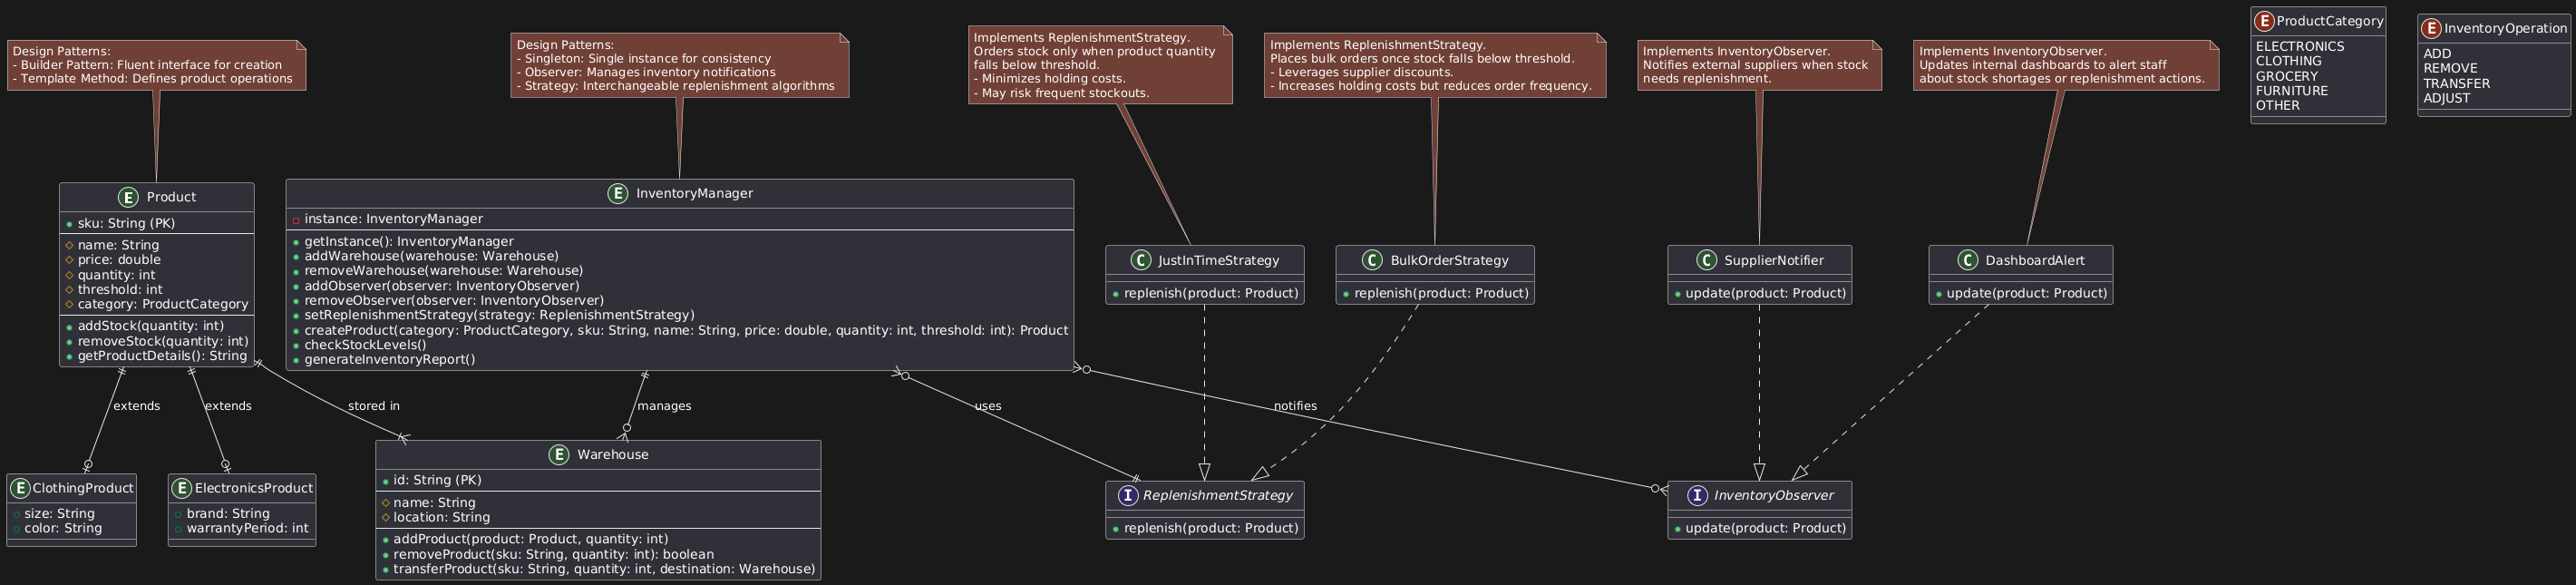 Design Patterns:
- Builder Pattern: Fluent interface for creation
- Template Method: Defines product operations
Design Patterns:
- Singleton: Single instance for consistency
- Observer: Manages inventory notifications
- Strategy: Interchangeable replenishment algorithms
Implements ReplenishmentStrategy.
Orders stock only when product quantity
falls below threshold.
- Minimizes holding costs.
- May risk frequent stockouts.
Implements ReplenishmentStrategy.
Places bulk orders once stock falls below threshold.
- Leverages supplier discounts.
- Increases holding costs but reduces order frequency.
Implements InventoryObserver.
Notifies external suppliers when stock
needs replenishment.
Implements InventoryObserver.
Updates internal dashboards to alert staff
about stock shortages or replenishment actions.
E ProductCategory
ELECTRONICS
CLOTHING
GROCERY
FURNITURE
OTHER
E InventoryOperation
ADD
REMOVE
TRANSFER
ADJUST
E Product
sku: String (PK)
name: String
price: double
quantity: int
threshold: int
category: ProductCategory
addStock(quantity: int)
removeStock(quantity: int)
getProductDetails(): String
E InventoryManager
instance: InventoryManager
getInstance(): InventoryManager
addWarehouse(warehouse: Warehouse)
removeWarehouse(warehouse: Warehouse)
addObserver(observer: InventoryObserver)
removeObserver(observer: InventoryObserver)
setReplenishmentStrategy(strategy: ReplenishmentStrategy)
createProduct(category: ProductCategory, sku: String, name: String, price: double, quantity: int, threshold: int): Product
checkStockLevels()
generateInventoryReport()
C JustInTimeStrategy
replenish(product: Product)
C BulkOrderStrategy
replenish(product: Product)
C SupplierNotifier
update(product: Product)
C DashboardAlert
update(product: Product)
extends
extends
stored in
manages
uses
notifies
E ClothingProduct
size: String
color: String
E ElectronicsProduct
brand: String
warrantyPeriod: int
E Warehouse
id: String (PK)
name: String
location: String
addProduct(product: Product, quantity: int)
removeProduct(sku: String, quantity: int): boolean
transferProduct(sku: String, quantity: int, destination: Warehouse)
I ReplenishmentStrategy
replenish(product: Product)
I InventoryObserver
update(product: Product)